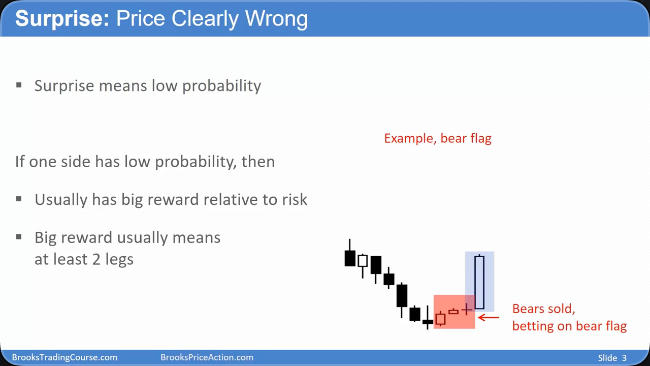 Surprise: Price Clearly Wrong
▪ Surprise means low probability
Example, bear flag
If one side has low probability, then
▪ Usually has big reward relative to risk
▪ Big reward usually means
at least 2 legs
Bears sold,
betting on bear flag
BrooksTradingCourse.com BrooksPriceAction.com Slide 3